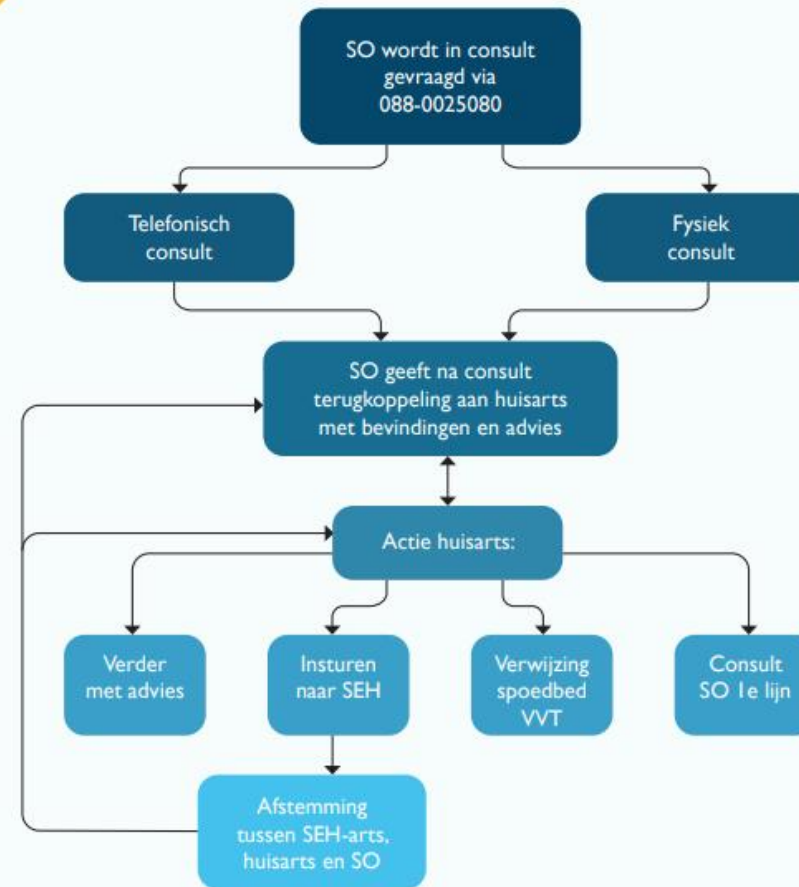 SO wordt in consult
gevraagd via
088-0025080
Telefonisch
consult
Fysiek
consult
SO geeft na consult
terugkoppeling aan huisarts
met bevindingen en advies
Actie huisarts:
Verder
met advies
Insturen
naar SEH
Verwijzing
spoedbed
VVT
Consult
SO 1e lijn
Afstemming
tussen SEH-arts,
huisarts en SO